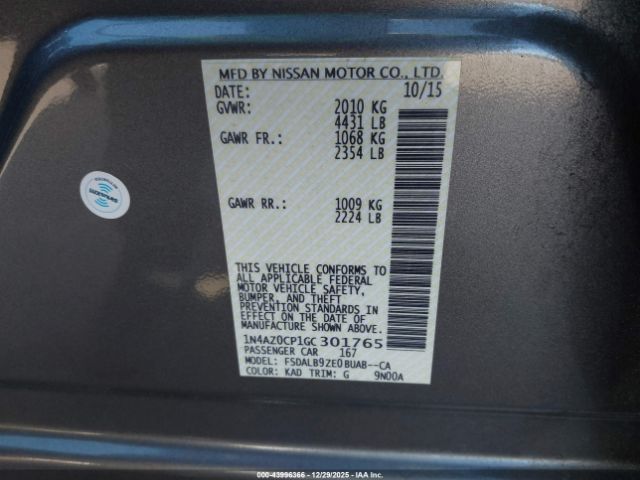 MFD BY NISSAN MOTOR CO., LTD.
DATE: 10/15
GVWR: 2010 KG
4431 LB
GAWR FR.: 1068 KG
2354 LB
GAWR RR.: 1009 KG
2224 LB
THIS VEHICLE CONFORMS TO
ALL APPLICABLE FEDERAL
MOTOR VEHICLE SAFETY,
BUMPER, AND THEFT
PREVENTION STANDARDS IN
EFFECT ON THE DATE OF
MANUFACTURE SHOWN ABOVE.
1N4AZ0CP1GC301765
PASSENGER CAR 167
MODEL: FSDALB9ZE0BUAB--CA
COLOR: KAD TRIM: G 9N00A
00-43996366 - 12/29/2025 - IAA Inc.